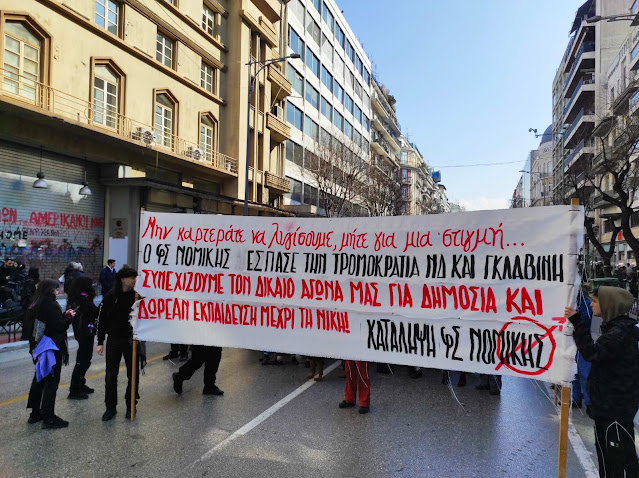 Μην καρτεράτε να λυγίσουμε, μήτε για μια στιγμή...
Ο ΦΣ ΝΟΜΙΚΗΣ ΕΣΠΑΣΕ ΤΗΝ ΤΡΟΜΟΚΡΑΤΙΑ ΝΔ ΚΑΙ ΓΚΛΑΒΙΝΗ
ΣΥΝΕΧΙΖΟΥΜΕ ΤΟΝ ΔΙΚΑΙΟ ΑΓΩΝΑ ΜΑΣ ΓΙΑ ΔΗΜΟΣΙΑ ΚΑΙ
ΔΩΡΕΑΝ ΕΚΠΑΙΔΕΥΣΗ ΜΕΧΡΙ ΤΗ ΝΙΚΗ!
ΚΑΤΑΛΗΨΗ ΦΣ ΝΟΜΙΚΗΣ
ΑΜΕΡΙΚΑΝΟΙ